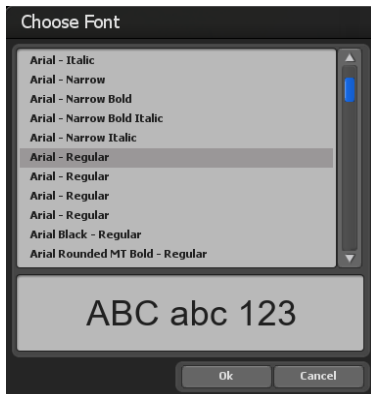 Choose Font
Arial - Italic
Arial - Narrow
Arial - Narrow Bold
Arial - Narrow Bold Italic
Arial - Narrow Italic
Arial - Regular
Arial - Regular
Arial - Regular
Arial - Regular
Arial Black - Regular
Arial Rounded MT Bold - Regular
ABC abc 123
Ok Cancel